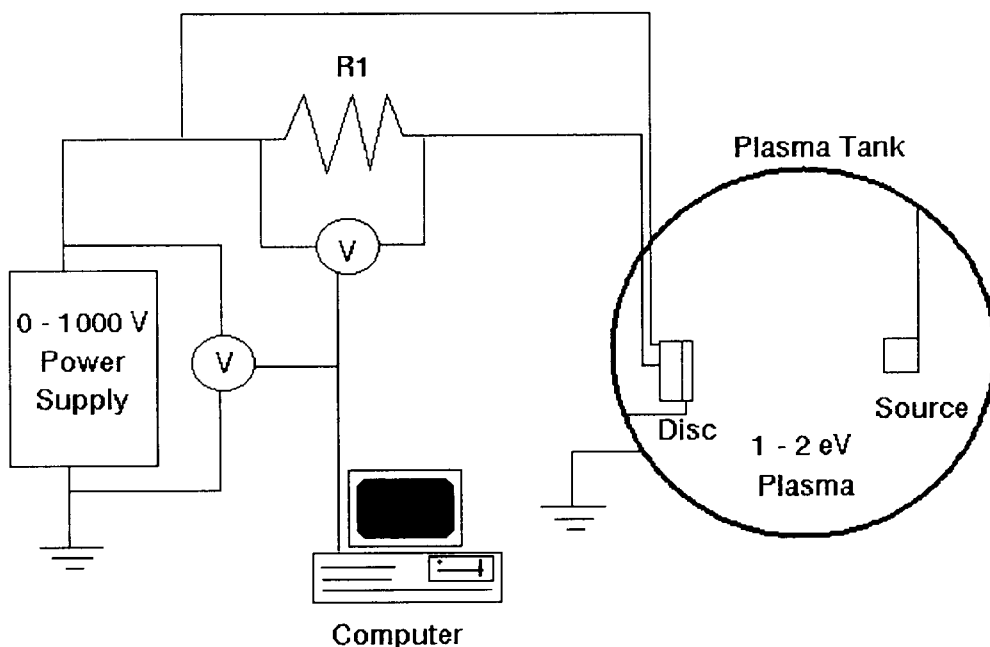 R1
Plasma Tank
V
0 - 1000 V
Power
Supply
V
Source
Disc
1 - 2 eV
Plasma
Computer